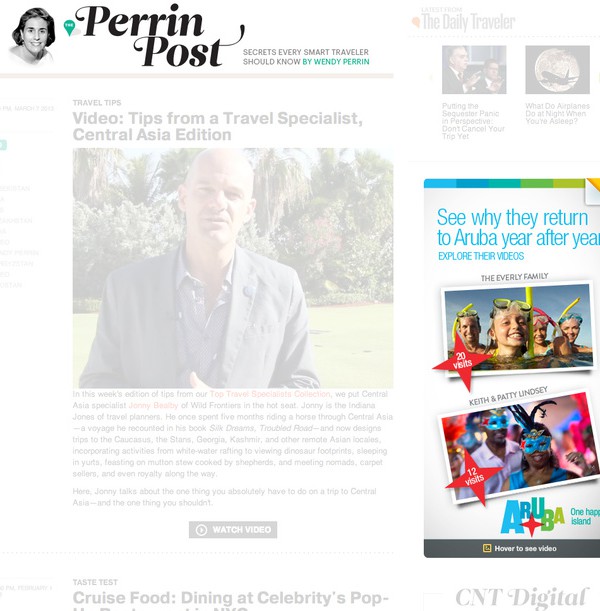 THE
Perrin
Post
SECRETS EVERY SMART TRAVELER
SHOULD KNOW BY WENDY PERRIN
LATEST FROM
The Daily Traveler
Putting the
Sequester Panic
in Perspective:
Don't Cancel
Your Trip Yet
What Do Airplanes
Do at Night When
You're Asleep?
TRAVEL TIPS
Video: Tips from a Travel Specialist,
Central Asia Edition
In this week's edition of tips from our Top Travel Specialists Collection, we put Central
Asia specialist Jonny Bealby of Wild Frontiers in the hot seat. Jonny is the Indiana
Jones of travel planners. He once spent five months riding a horse through Central Asia
—a voyage he recounted in his book Silk Dreams, Troubled Road—and now designs
trips to the Caucasus, the Stans, Georgia, Kashmir, and other remote Asian locales,
incorporating activities from white-water rafting to viewing dinosaur footprints, sleeping
in yurts, feasting on mutton stew cooked by shepherds, and meeting nomads, carpet
sellers, and even royalty along the way.
Here, Jonny talks about the one thing you absolutely have to do on a trip to Central
Asia—and the one thing you shouldn't.
WATCH VIDEO
See why they return
to Aruba year after year
EXPLORE THEIR VIDEOS
THE EVERLY FAMILY
20
visits
KEITH & PATTY LINDSEY
12
visits
ARUBA
One happ
island
Hover to see video
TASTE TEST
Cruise Food: Dining at Celebrity's Pop-
CNT Digital